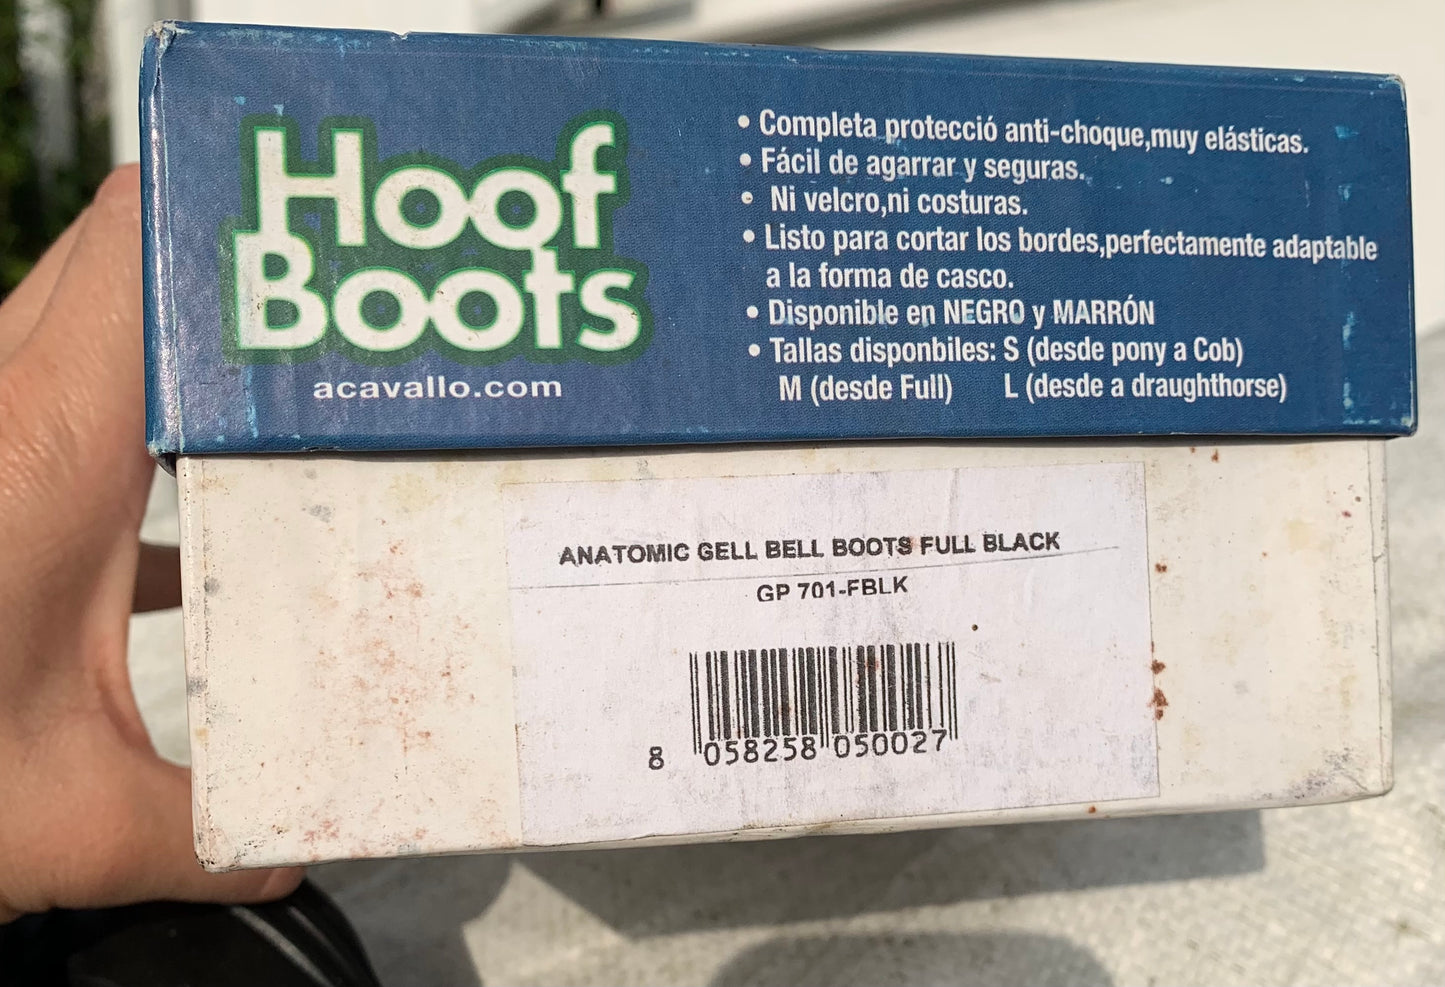 Hoof
Boots
acavallo.com
• Completa protecció anti-choque,muy elásticas.
• Fácil de agarrar y seguras.
• Ni velcro,ni costuras.
• Listo para cortar los bordes,perfectamente adaptable
a la forma de casco.
• Disponible en NEGRO y MARRÓN
• Tallas disponbiles: S (desde pony a Cob)
M (desde Full) L (desde a draughthorse)
ANATOMIC GELL BELL BOOTS FULL BLACK
GP 701-FBLK
8 058258 050027